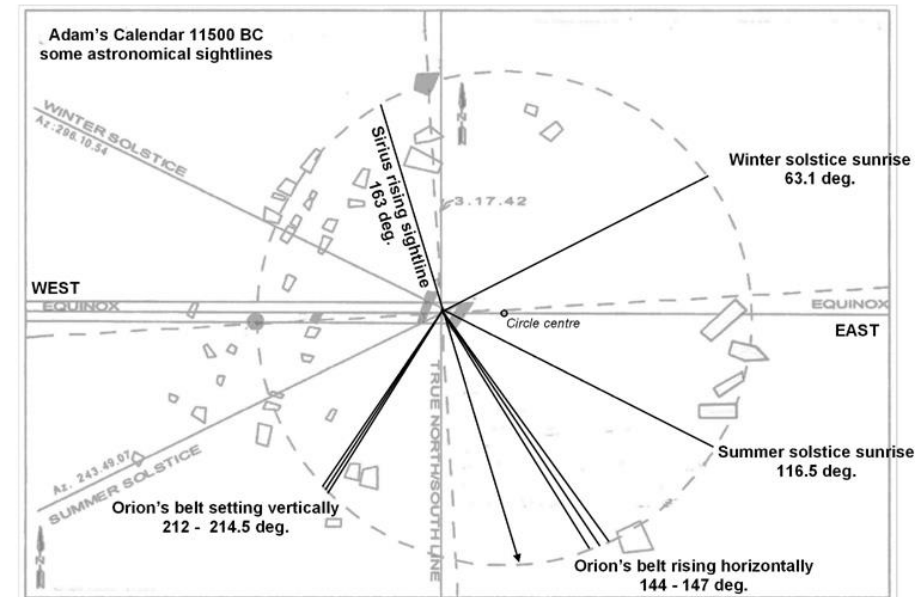 Adam's Calendar 11500 BC
some astronomical sightlines
WINTER SOLSTICE
Az:296.10.54
N
Sirius rising sightline
163 deg.
Winter solstice sunrise
63.1 deg.
3.17.42
WEST
EQUINOX
EQUINOX
EAST
Circle centre
TRUE NORTH/SOUTH LINE
Az. 243.49.07
SUMMER SOLSTICE
Summer solstice sunrise
116.5 deg.
Orion's belt setting vertically
212 - 214.5 deg.
N
Orion's belt rising horizontally
144 - 147 deg.